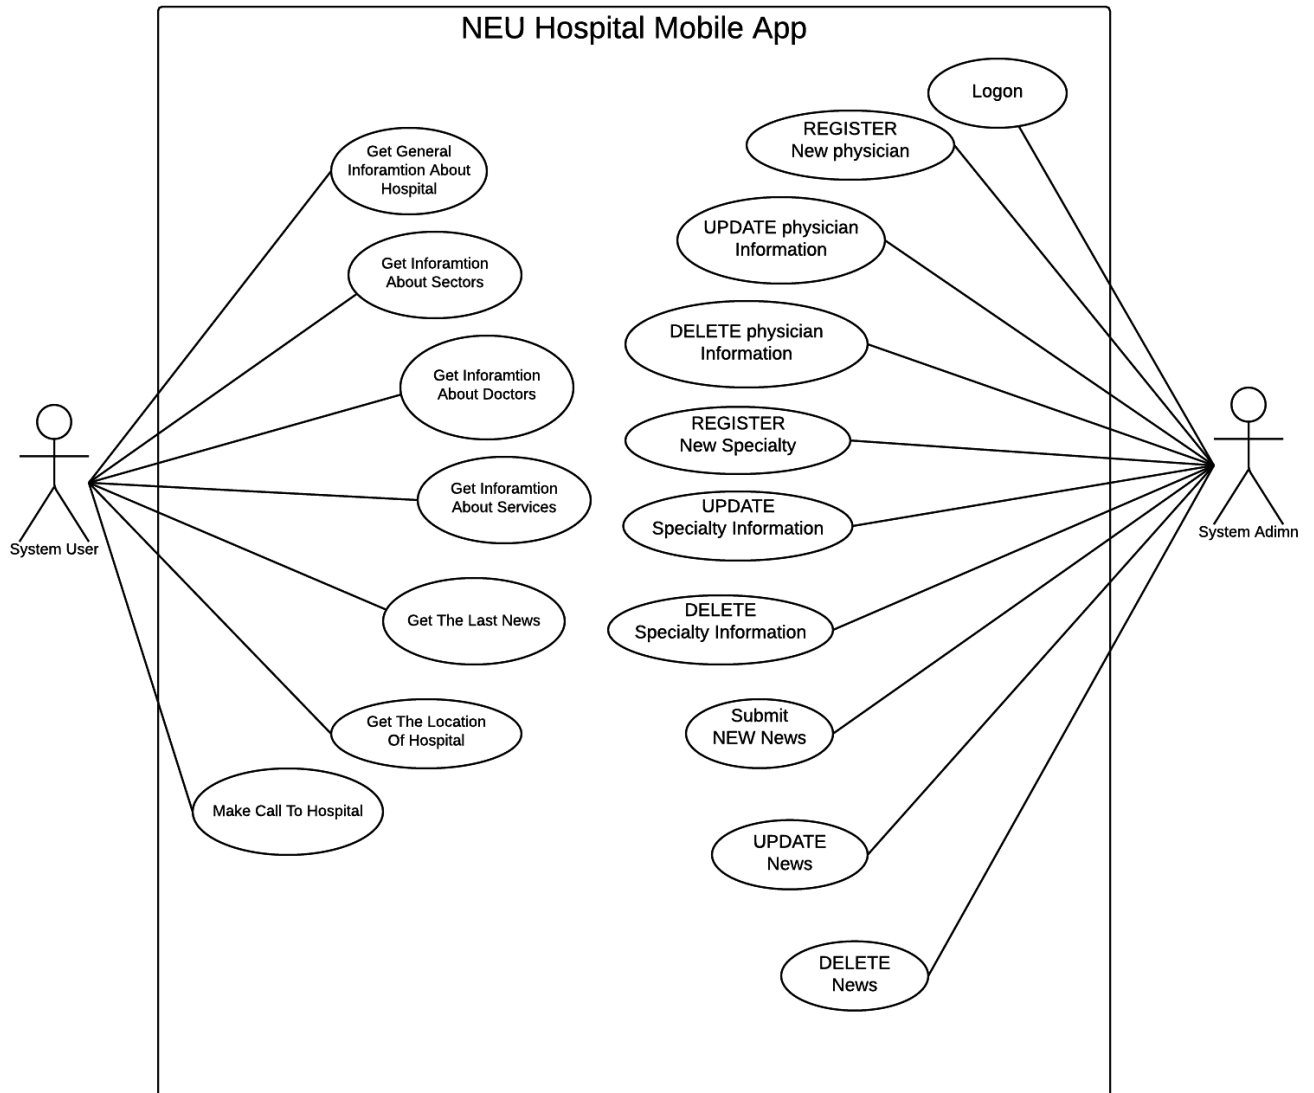 NEU Hospital Mobile App
Logon
REGISTER
New physician
Get General
Inforamtion About
Hospital
UPDATE physician
Information
Get Inforamtion
About Sectors
DELETE physician
Information
Get Inforamtion
About Doctors
REGISTER
New Specialty
Get Inforamtion
About Services
UPDATE
Specialty Information
System User
System Adimn
Get The Last News
DELETE
Specialty Information
Get The Location
Of Hospital
Submit
NEW News
Make Call To Hospital
UPDATE
News
DELETE
News